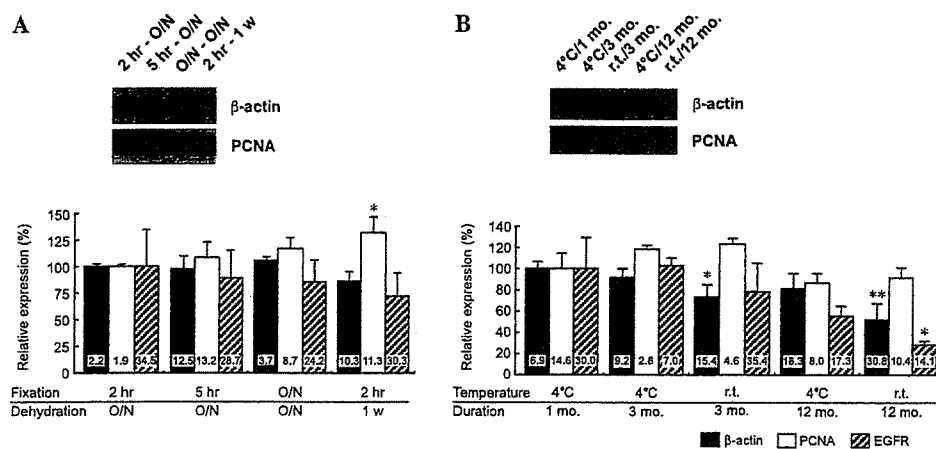 A
2 hr - O/N
5 hr - O/N
O/N - O/N
2 hr - 1 w
β-actin
PCNA
Relative expression (%)
150
125
100
75
50
25
0
*
2.2 1.9 34.5 12.5 13.2 28.7 3.7 8.7 24.2 10.3 11.3 30.3
Fixation 2 hr 5 hr O/N 2 hr
Dehydration O/N O/N O/N 1 w
B
4°C/1 mo.
4°C/3 mo.
r.t./3 mo.
4°C/12 mo.
r.t./12 mo.
β-actin
PCNA
Relative expression (%)
140
120
100
80
60
40
20
0
*
**
*
6.9 14.6 30.0 9.2 2.8 7.0 15.4 4.6 35.4 18.3 8.0 17.3 30.8 10.4 14.1
Temperature 4°C 4°C r.t. 4°C r.t.
Duration 1 mo. 3 mo. 3 mo. 12 mo. 12 mo.
β-actin PCNA EGFR